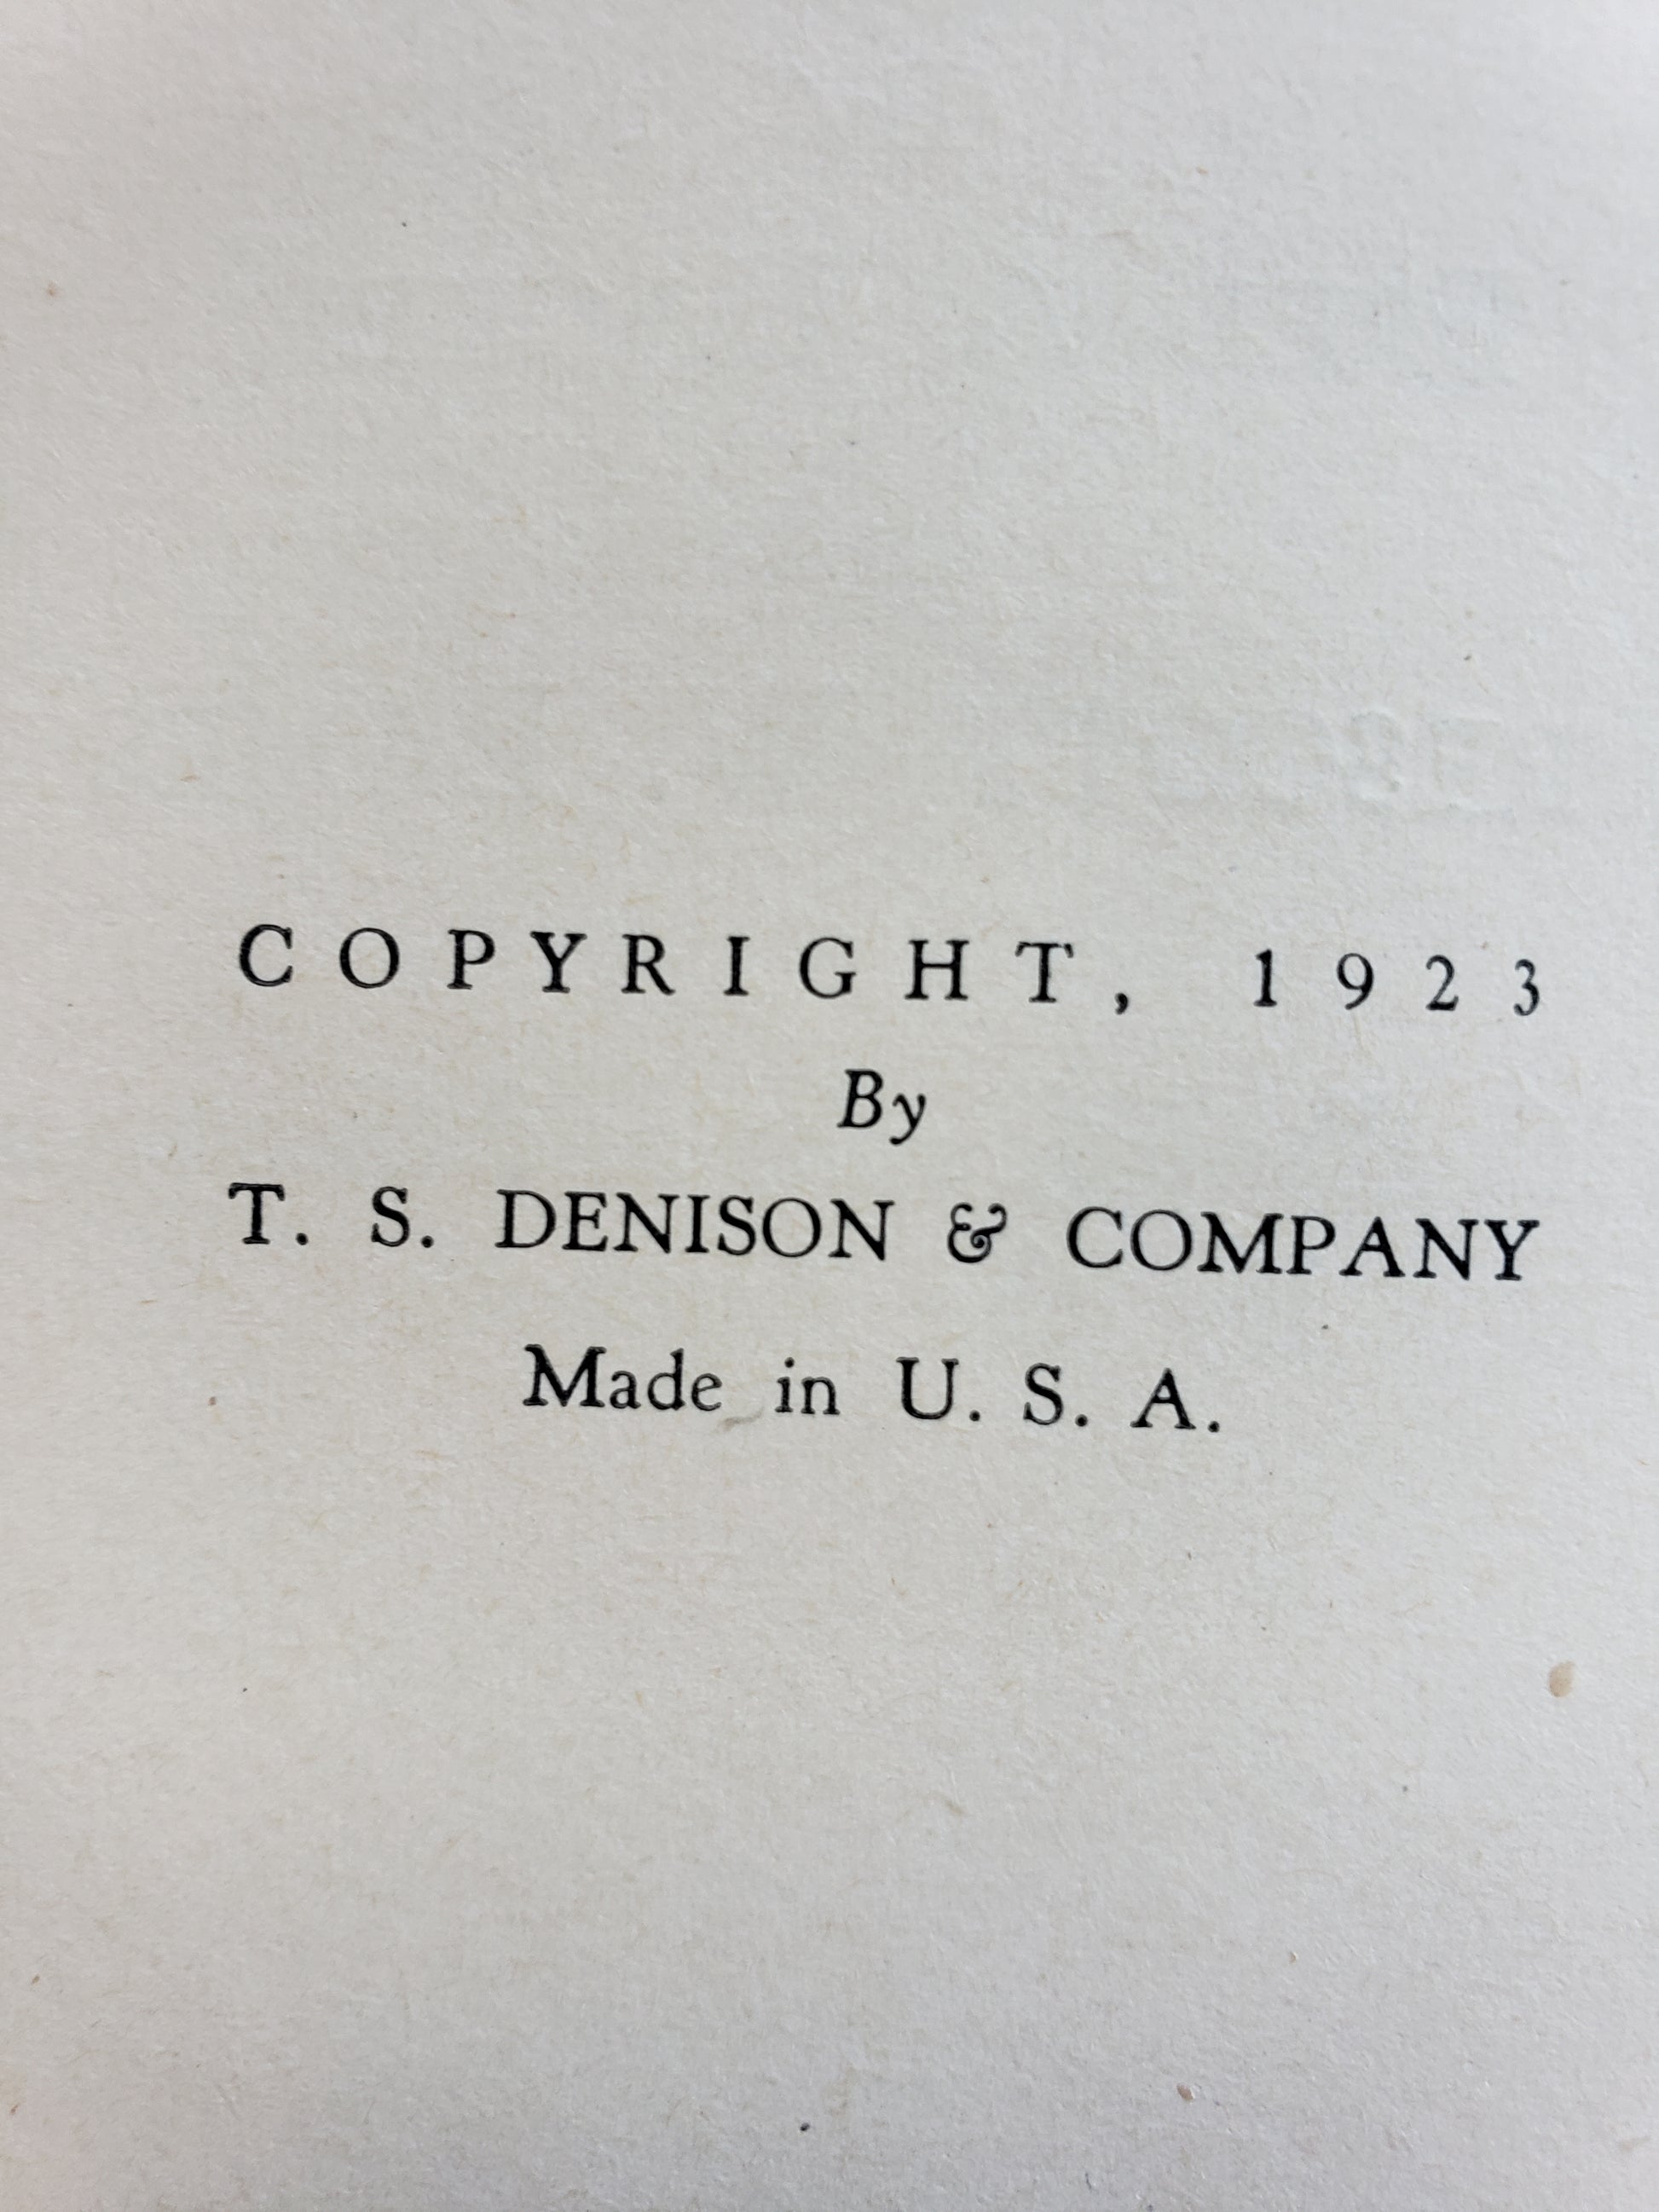 COPYRIGHT, 1923
By
T. S. DENISON & COMPANY
Made in U. S. A.